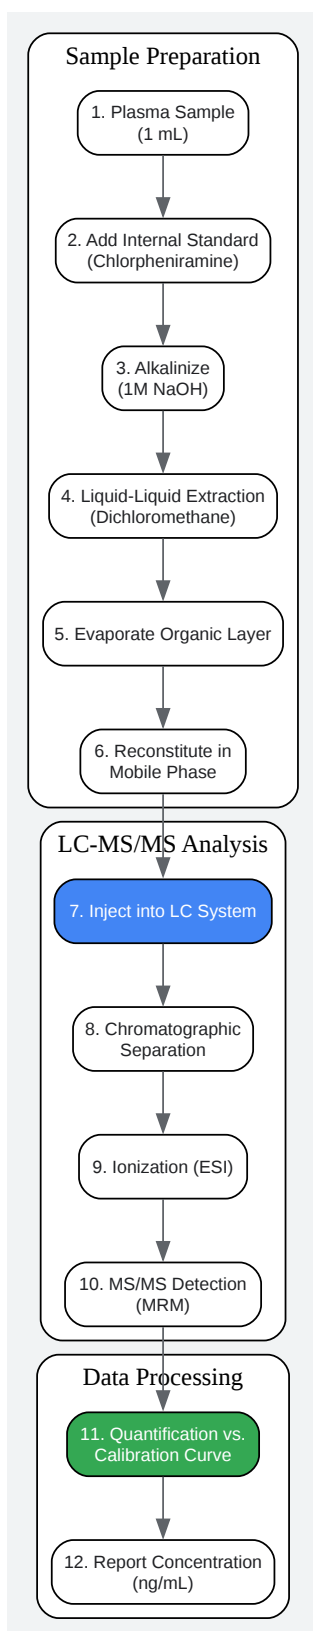 Sample Preparation
1. Plasma Sample
(1 mL)
2. Add Internal Standard
(Chlorpheniramine)
3. Alkalinize
(1M NaOH)
4. Liquid-Liquid Extraction
(Dichloromethane)
5. Evaporate Organic Layer
6. Reconstitute in
Mobile Phase
LC-MS/MS Analysis
7. Inject into LC System
8. Chromatographic
Separation
9. Ionization (ESI)
10. MS/MS Detection
(MRM)
Data Processing
11. Quantification vs.
Calibration Curve
12. Report Concentration
(ng/mL)